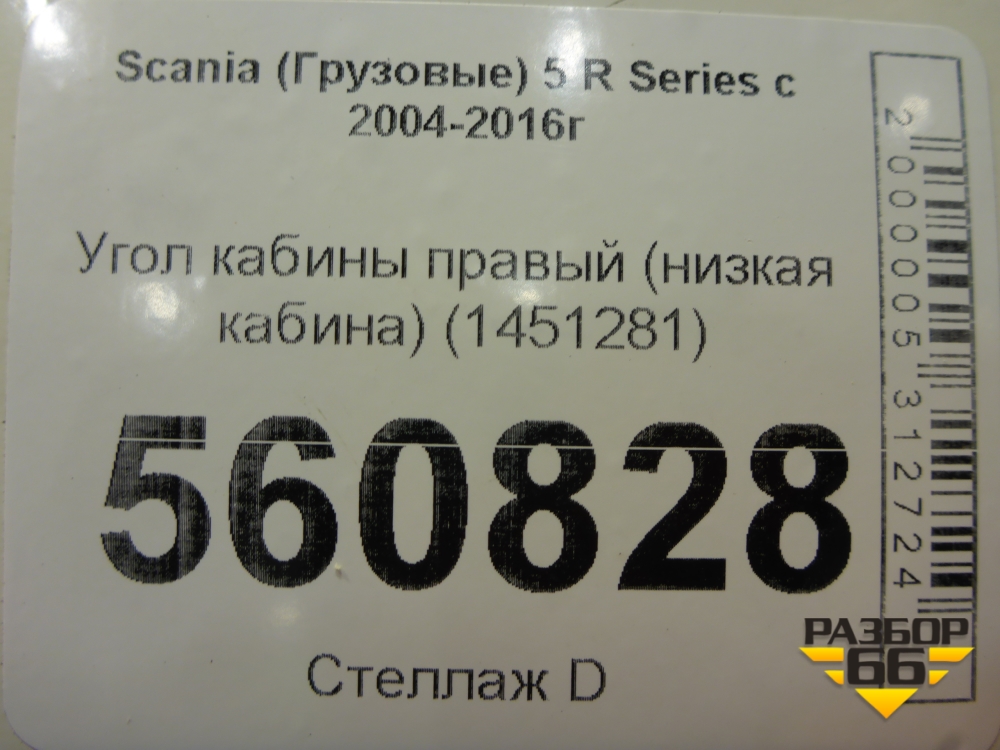 Scania (Грузовые) 5 R Series с
2004-2016г
Угол кабины правый (низкая
кабина) (1451281)
560828
Стеллаж D
2000005312724
РАЗБОР
66